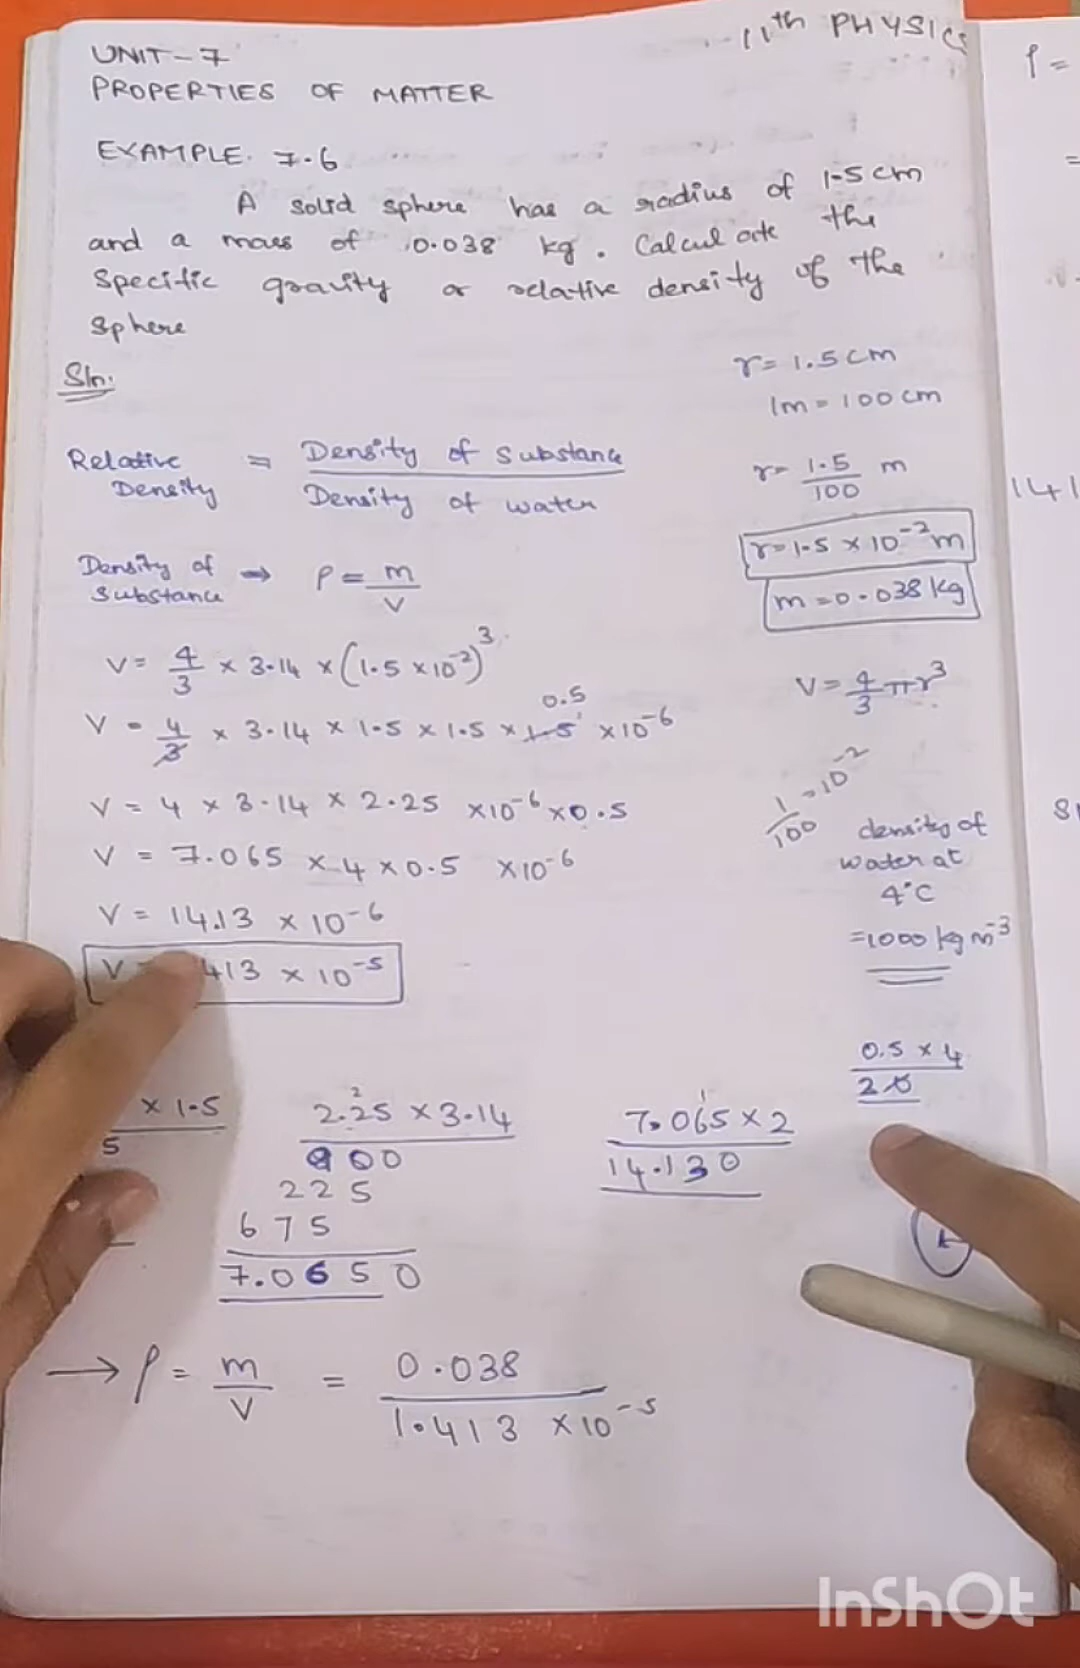 11th PHYSICS
UNIT - 7
PROPERTIES OF MATTER
EXAMPLE. 7.6
A solid sphere has a radius of 1.5 cm
and a mass of 0.038 kg. Calculate the
Specific gravity or relative density of the
sphere
Sln:
r = 1.5 cm
1m = 100 cm
Relative Density = Density of substance / Density of water
r = 1.5/100 m
r = 1.5 × 10⁻² m
m = 0.038 kg
Density of substance → ρ = m/V
V = 4/3 × 3.14 × (1.5 × 10⁻²)³
V = 4/3 πr³
0.5
V = 4/3 × 3.14 × 1.5 × 1.5 × 1.5 × 10⁻⁶
1/100 = 10⁻²
V = 4 × 3.14 × 2.25 × 10⁻⁶ × 0.5
V = 7.065 × 4 × 0.5 × 10⁻⁶
V = 14.13 × 10⁻⁶
V 413 × 10⁻⁵
density of
water at
4°C
= 1000 kg m⁻³
0.5 × 4
2 0
× 1.5
5
2
2.25 × 3.14
900
225
675
7.0650
1
7.065 × 2
14.130
→ ρ = m/V = 0.038 / 1.413 × 10⁻⁵
ρ =
=
141
InShOt